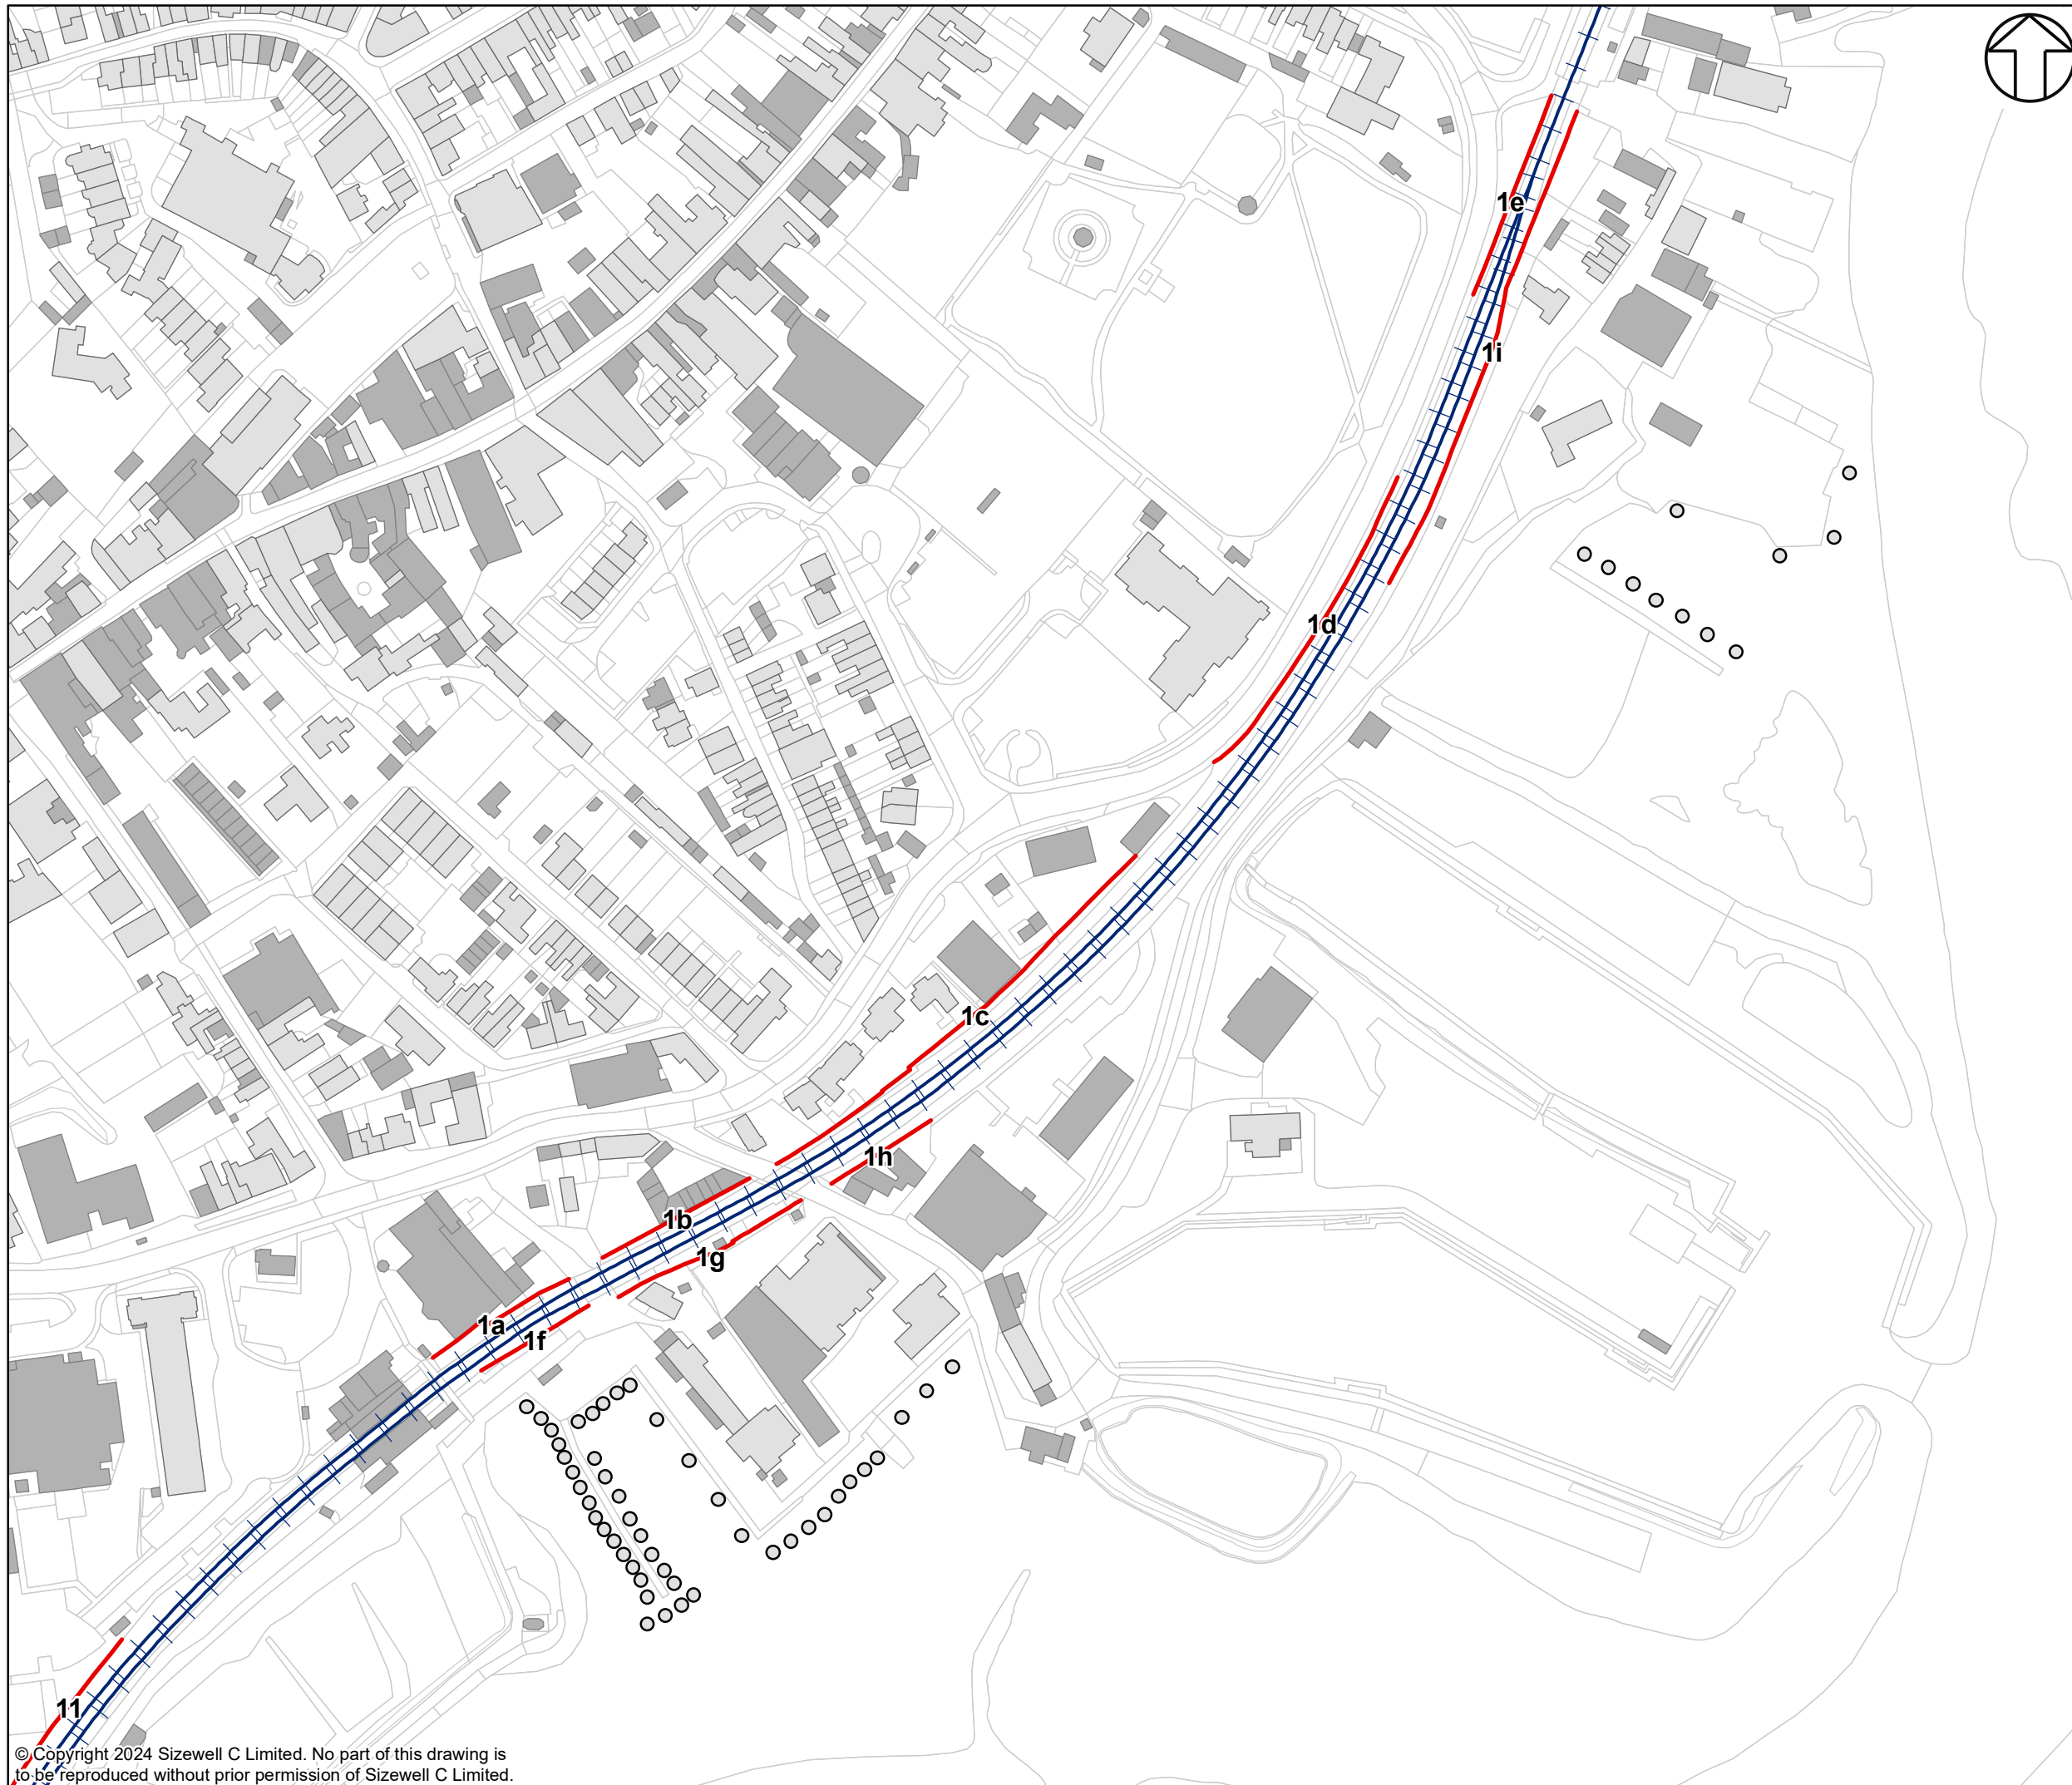 1e
1i
1d
1c
1h
1b
1g
1a
1f
11
© Copyright 2024 Sizewell C Limited. No part of this drawing is
to be reproduced without prior permission of Sizewell C Limited.